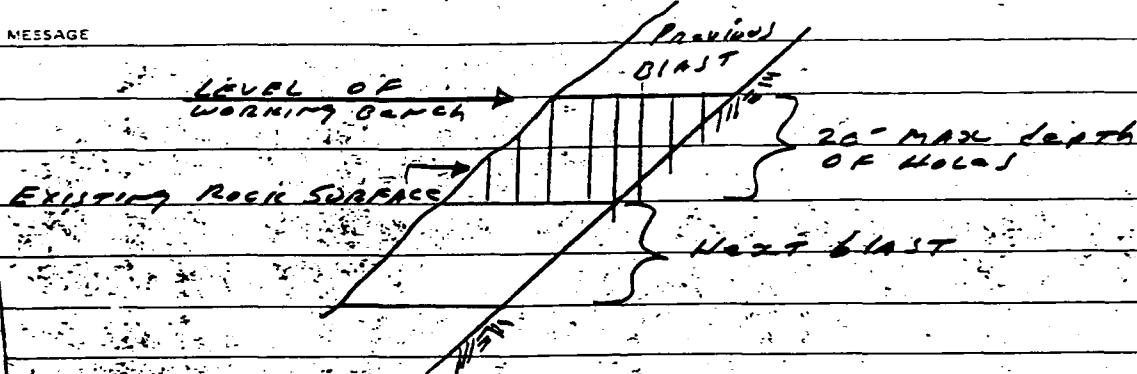 MESSAGE
Previous
BLAST
LEVEL OF
WORKING BENCH
20' MAX depth
OF HOLES
EXISTING ROCK SURFACE
Next blast